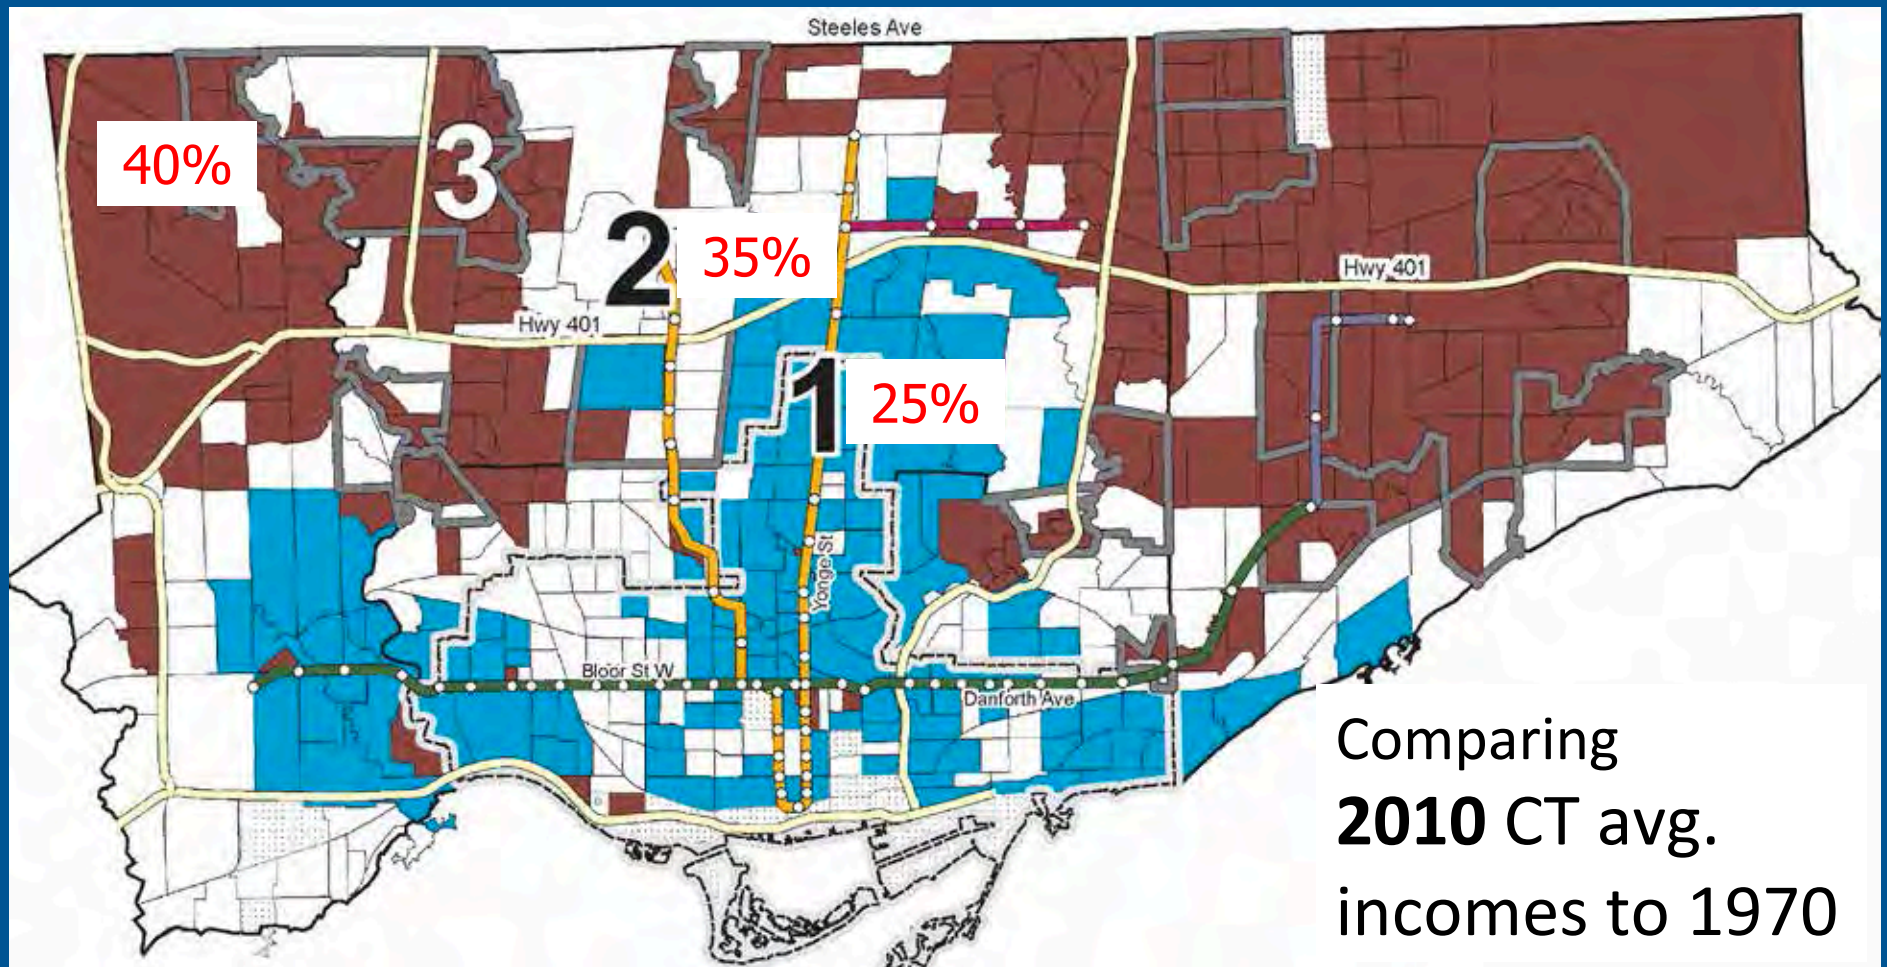 Steeles Ave
40%
3
2
35%
Hwy 401
Hwy 401
1
25%
Yonge St
Bloor St W
Danforth Ave
Comparing
2010 CT avg.
incomes to 1970